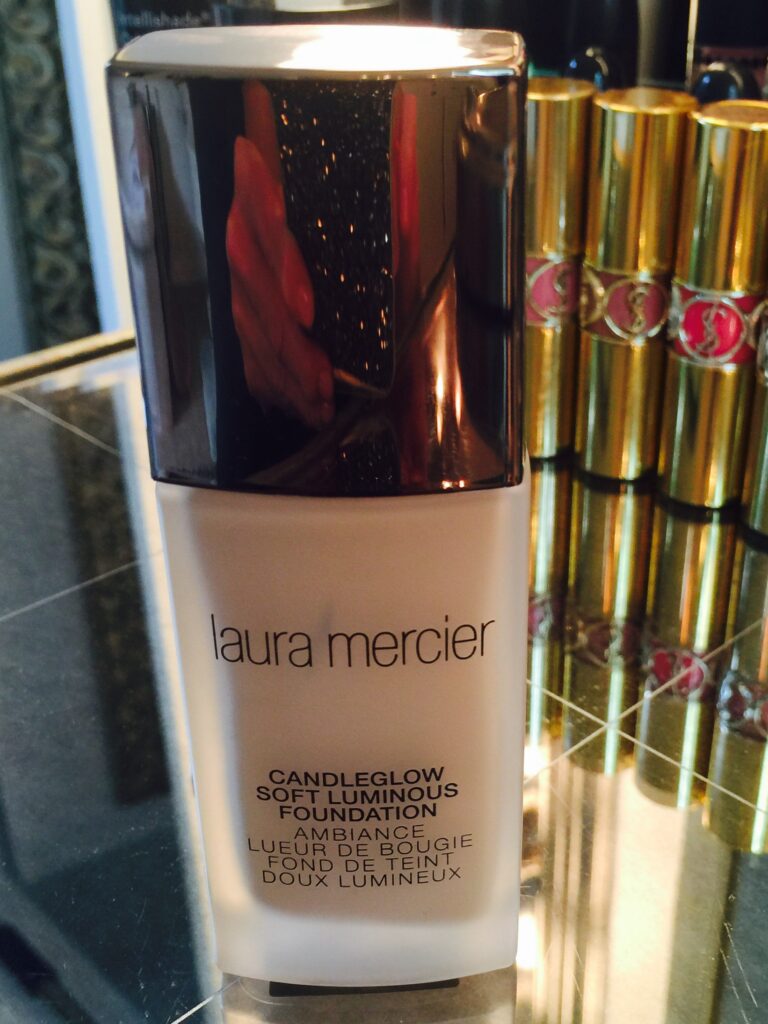 laura mercier
CANDLEGLOW
SOFT LUMINOUS
FOUNDATION
AMBIANCE
LUEUR DE BOUGIE
FOND DE TEINT
DOUX LUMINEUX